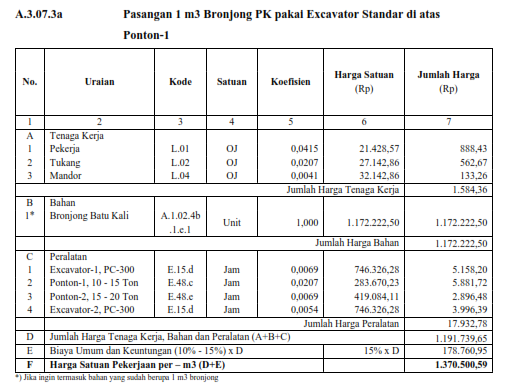 A.3.07.3a Pasangan 1 m3 Bronjong PK pakai Excavator Standar di atas
Ponton-1
No. Uraian Kode Satuan Koefisien Harga Satuan (Rp) Jumlah Harga (Rp)
1 2 3 4 5 6 7
A Tenaga Kerja
1 Pekerja L.01 OJ 0,0415 21.428,57 888,43
2 Tukang L.02 OJ 0,0207 27.142,86 562,67
3 Mandor L.04 OJ 0,0041 32.142,86 133,26
Jumlah Harga Tenaga Kerja 1.584,36
B Bahan
1* Bronjong Batu Kali A.1.02.4b .1.e.1 Unit 1,000 1.172.222,50 1.172.222,50
Jumlah Harga Bahan 1.172.222,50
C Peralatan
1 Excavator-1, PC-300 E.15.d Jam 0,0069 746.326,28 5.158,20
2 Ponton-1, 10 - 15 Ton E.48.c Jam 0,0207 283.670,23 5.881,72
3 Ponton-2, 15 - 20 Ton E.48.e Jam 0,0069 419.084,11 2.896,48
4 Excavator-2, PC-300 E.15.d Jam 0,0054 746.326,28 3.996,39
Jumlah Harga Peralatan 17.932,78
D Jumlah Harga Tenaga Kerja, Bahan dan Peralatan (A+B+C) 1.191.739,65
E Biaya Umum dan Keuntungan (10% - 15%) x D 15% x D 178.760,95
F Harga Satuan Pekerjaan per – m3 (D+E) 1.370.500,59
*) Jika ingin termasuk bahan yang sudah berupa 1 m3 bronjong